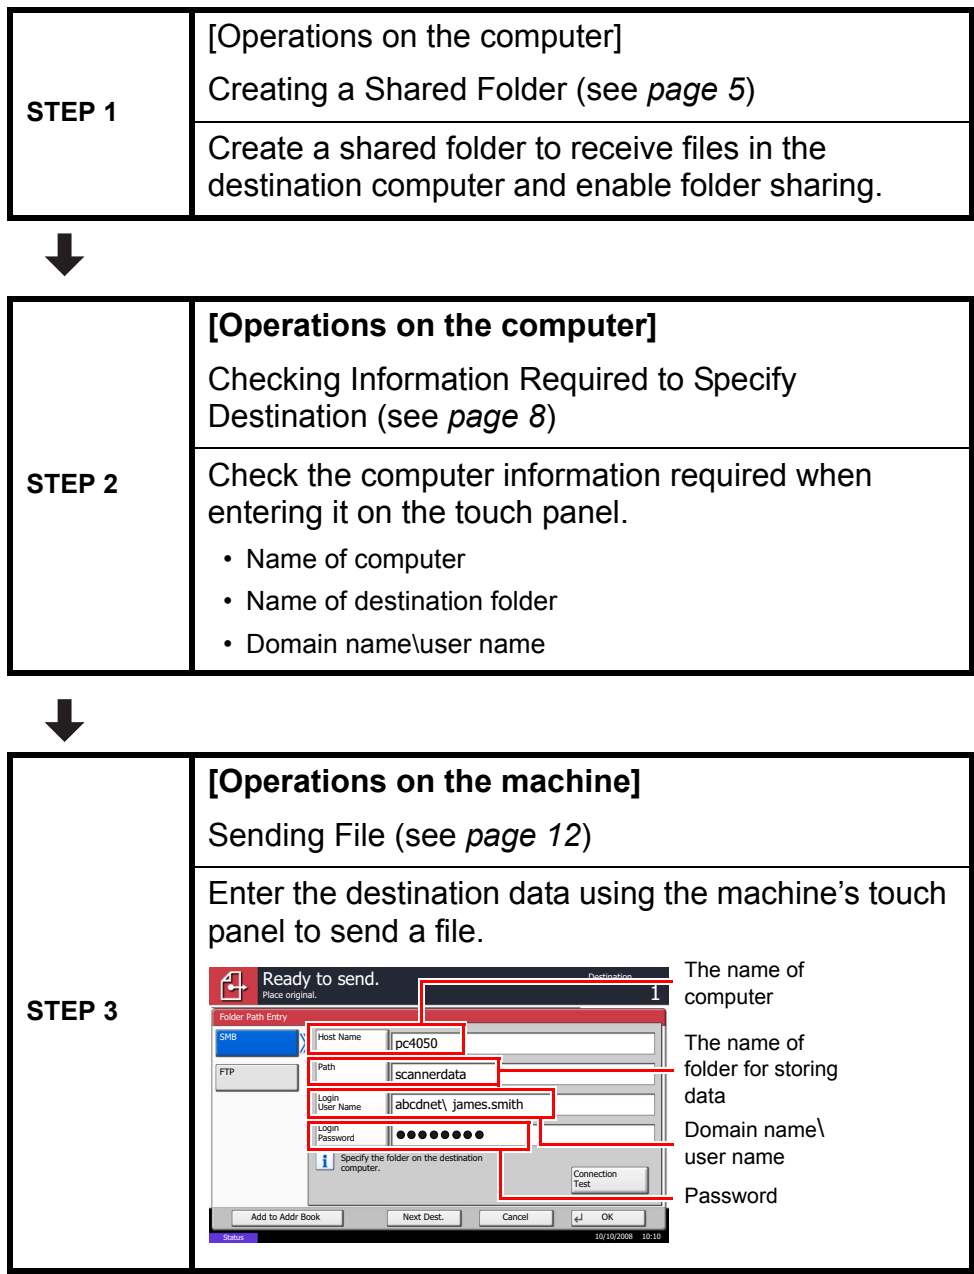 STEP 1
[Operations on the computer]
Creating a Shared Folder (see page 5)
Create a shared folder to receive files in the
destination computer and enable folder sharing.
STEP 2
[Operations on the computer]
Checking Information Required to Specify
Destination (see page 8)
Check the computer information required when
entering it on the touch panel.
• Name of computer
• Name of destination folder
• Domain name\user name
STEP 3
[Operations on the machine]
Sending File (see page 12)
Enter the destination data using the machine's touch
panel to send a file.
Ready to send.
Place original.
Destination
1
Folder Path Entry
SMB
FTP
Host Name
pc4050
Path
scannerdata
Login
User Name
abcdnet\ james.smith
Login
Password
●●●●●●●●
i
Specify the folder on the destination
computer.
Connection
Test
Add to Addr Book
Next Dest.
Cancel
OK
Status
10/10/2008 10:10
The name of
computer
The name of
folder for storing
data
Domain name\
user name
Password